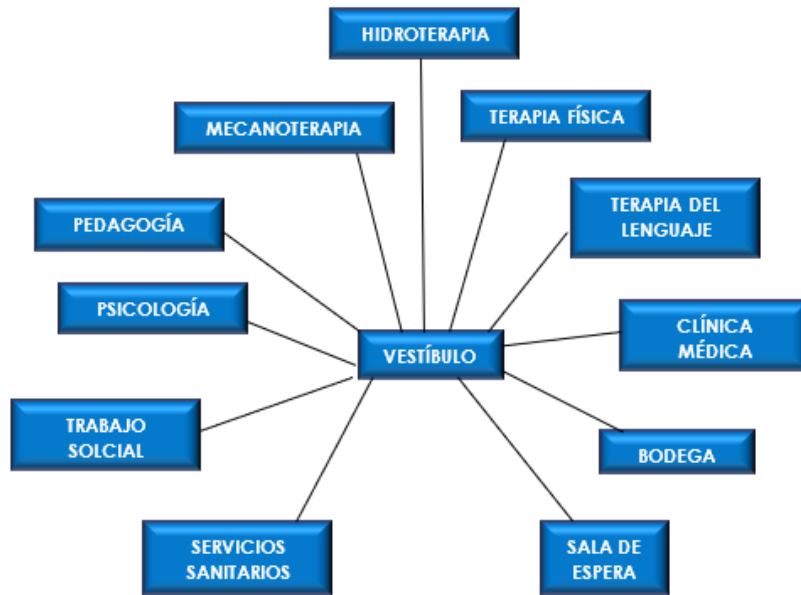 HIDROTERAPIA
MECANOTERAPIA
TERAPIA FÍSICA
PEDAGOGÍA
TERAPIA DEL
LENGUAJE
PSICOLOGÍA
CLÍNICA
MÉDICA
VESTÍBULO
TRABAJO
SOLCIAL
BODEGA
SERVICIOS
SANITARIOS
SALA DE
ESPERA